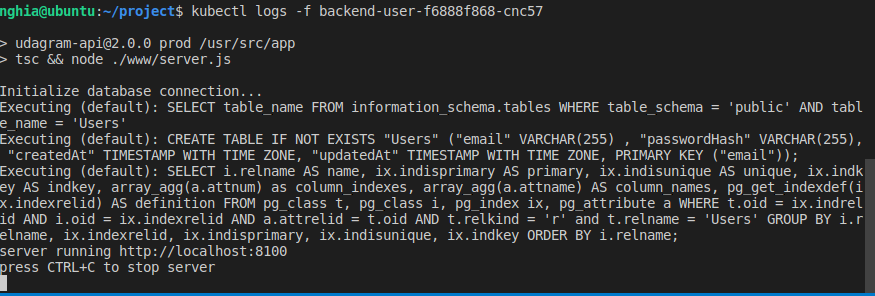 nghia@ubuntu:~/project$ kubectl logs -f backend-user-f6888f868-cnc57

> udagram-api@2.0.0 prod /usr/src/app
> tsc && node ./www/server.js

Initialize database connection...
Executing (default): SELECT table_name FROM information_schema.tables WHERE table_schema = 'public' AND tabl
e_name = 'Users'
Executing (default): CREATE TABLE IF NOT EXISTS "Users" ("email" VARCHAR(255) , "passwordHash" VARCHAR(255),
 "createdAt" TIMESTAMP WITH TIME ZONE, "updatedAt" TIMESTAMP WITH TIME ZONE, PRIMARY KEY ("email"));
Executing (default): SELECT i.relname AS name, ix.indisprimary AS primary, ix.indisunique AS unique, ix.indk
ey AS indkey, array_agg(a.attnum) as column_indexes, array_agg(a.attname) AS column_names, pg_get_indexdef(i
x.indexrelid) AS definition FROM pg_class t, pg_class i, pg_index ix, pg_attribute a WHERE t.oid = ix.indrel
id AND i.oid = ix.indexrelid AND a.attrelid = t.oid AND t.relkind = 'r' and t.relname = 'Users' GROUP BY i.r
elname, ix.indexrelid, ix.indisprimary, ix.indisunique, ix.indkey ORDER BY i.relname;
server running http://localhost:8100
press CTRL+C to stop server